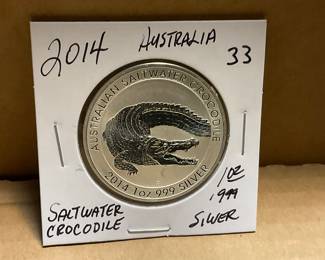 2014 AUSTRALIA 33
AUSTRALIAN SALTWATER CROCODILE
2014 1oz 999 SILVER
SALTWATER
CROCODILE
1oz
.999
SILVER